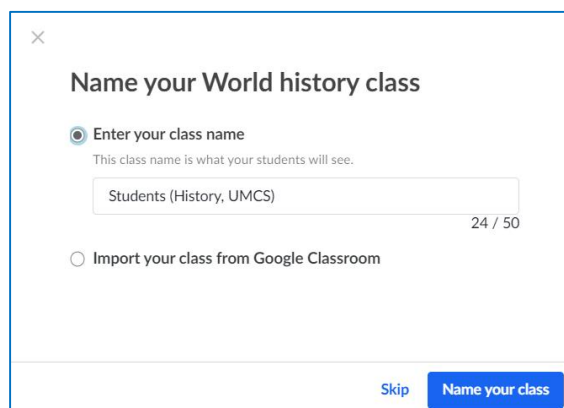 Name your World history class
Enter your class name
This class name is what your students will see.
Students (History, UMCS)
24 / 50
Import your class from Google Classroom
Skip
Name your class